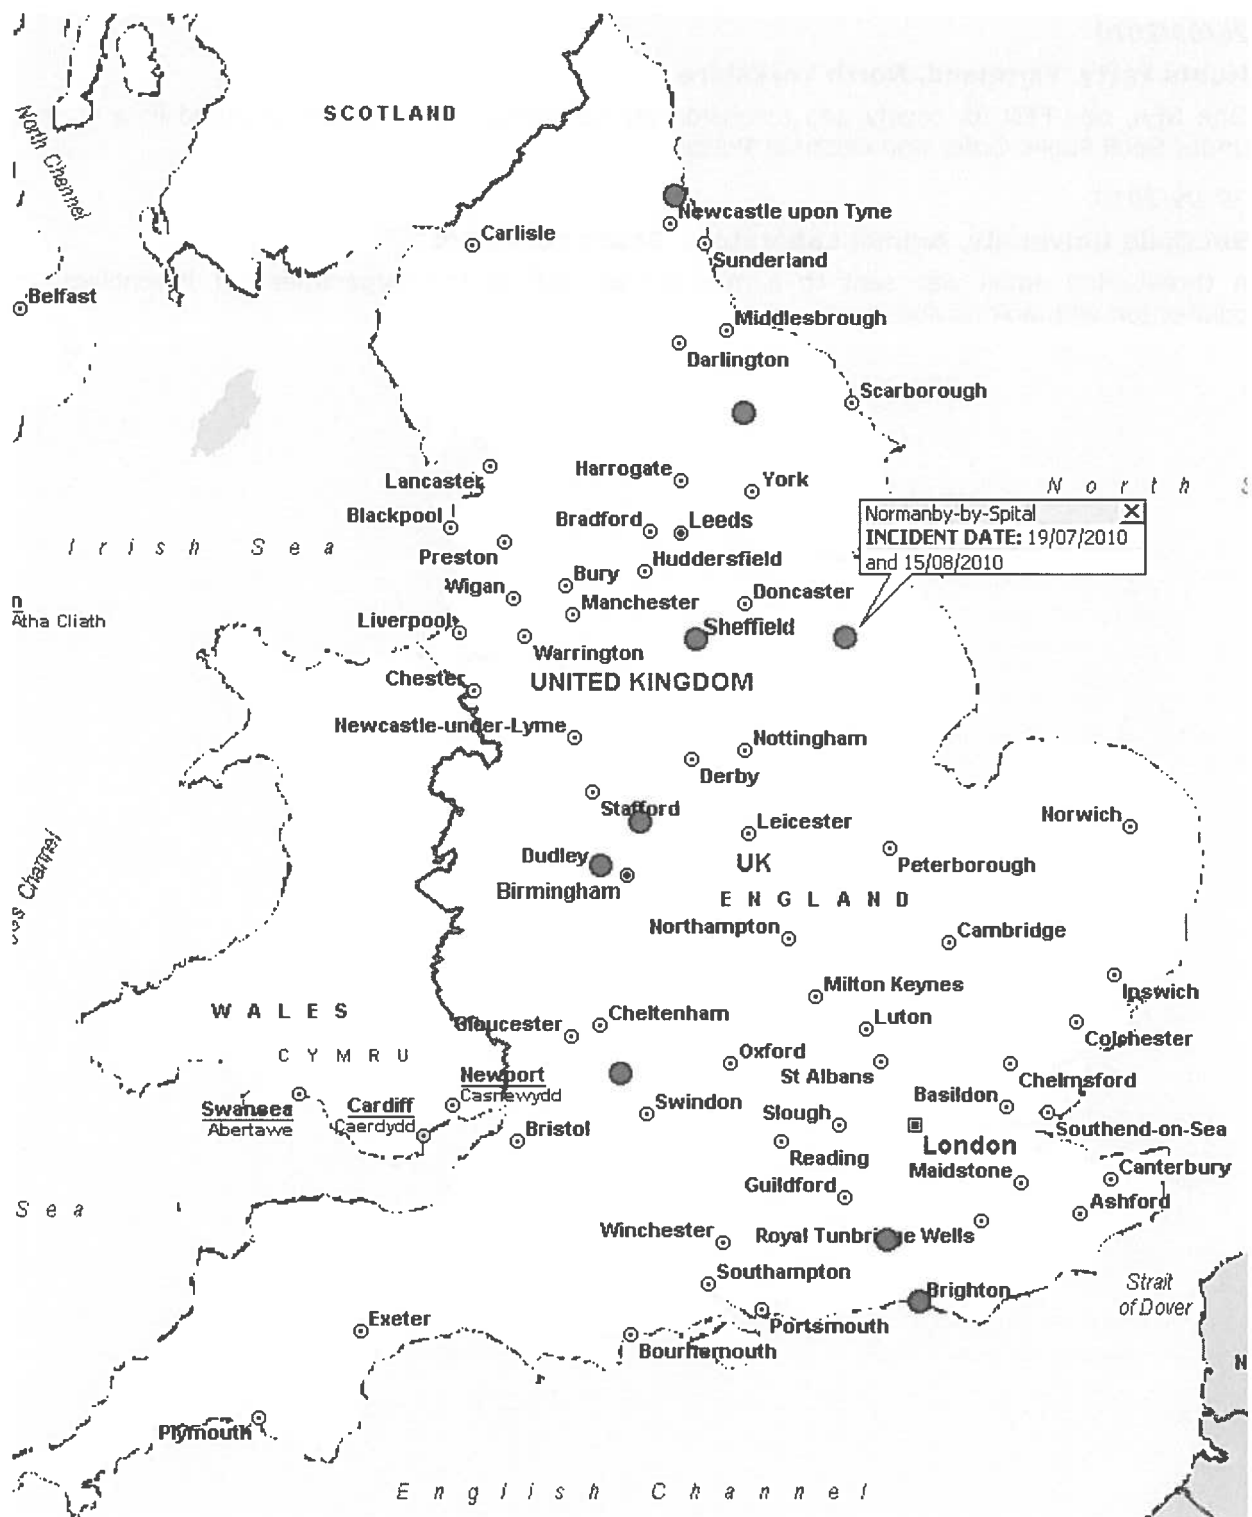 SCOTLAND
North Channel
Newcastle upon Tyne
Carlisle
Sunderland
Belfast
Middlesbrough
Darlington
Scarborough
Harrogate
York
Lancaster
North S
Blackpool
Bradford
Leeds
Normanby-by-Spital X
INCIDENT DATE: 19/07/2010
and 15/08/2010
Irish Sea
Preston
Huddersfield
Bury
Wigan
Doncaster
n
Manchester
Átha Cliath
Liverpool
Sheffield
Warrington
Chester
UNITED KINGDOM
Newcastle-under-Lyme
Nottingham
Derby
Stafford
Norwich
Leicester
Dudley
UK
Peterborough
Channel
Birmingham
ENGLAND
Northampton
Cambridge
Milton Keynes
Ipswich
WALES
Cheltenham
Gloucester
Luton
Colchester
CYMRU
Oxford
St Albans
Newport
Casnewydd
Chelmsford
Basildon
Swansea
Abertawe
Cardiff
Caerdydd
Swindon
Slough
Bristol
Southend-on-Sea
London
Reading
Maidstone
Canterbury
Guildford
Ashford
Sea
Winchester
Royal Tunbridge Wells
Southampton
Brighton
Strait
of Dover
Exeter
Portsmouth
Bournemouth
N
Plymouth
English Channel